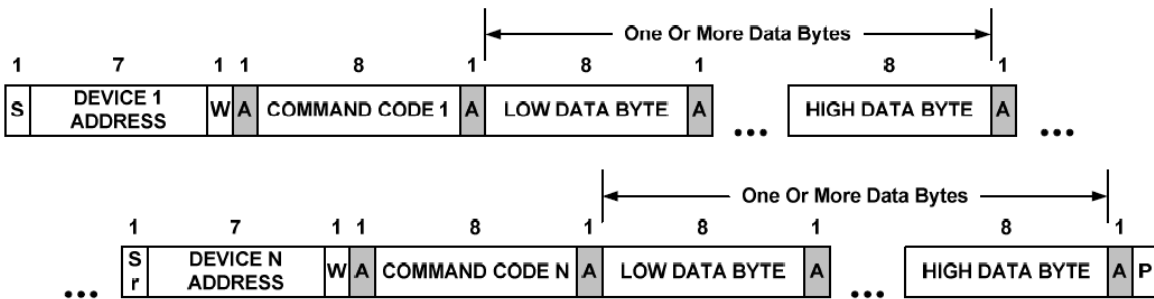 One Or More Data Bytes
1 7 1 1 8 1 8 1 8 1
S DEVICE 1 ADDRESS W A COMMAND CODE 1 A LOW DATA BYTE A ... HIGH DATA BYTE A ...
One Or More Data Bytes
1 7 1 1 8 1 8 1 8 1
... Sr DEVICE N ADDRESS W A COMMAND CODE N A LOW DATA BYTE A ... HIGH DATA BYTE A P